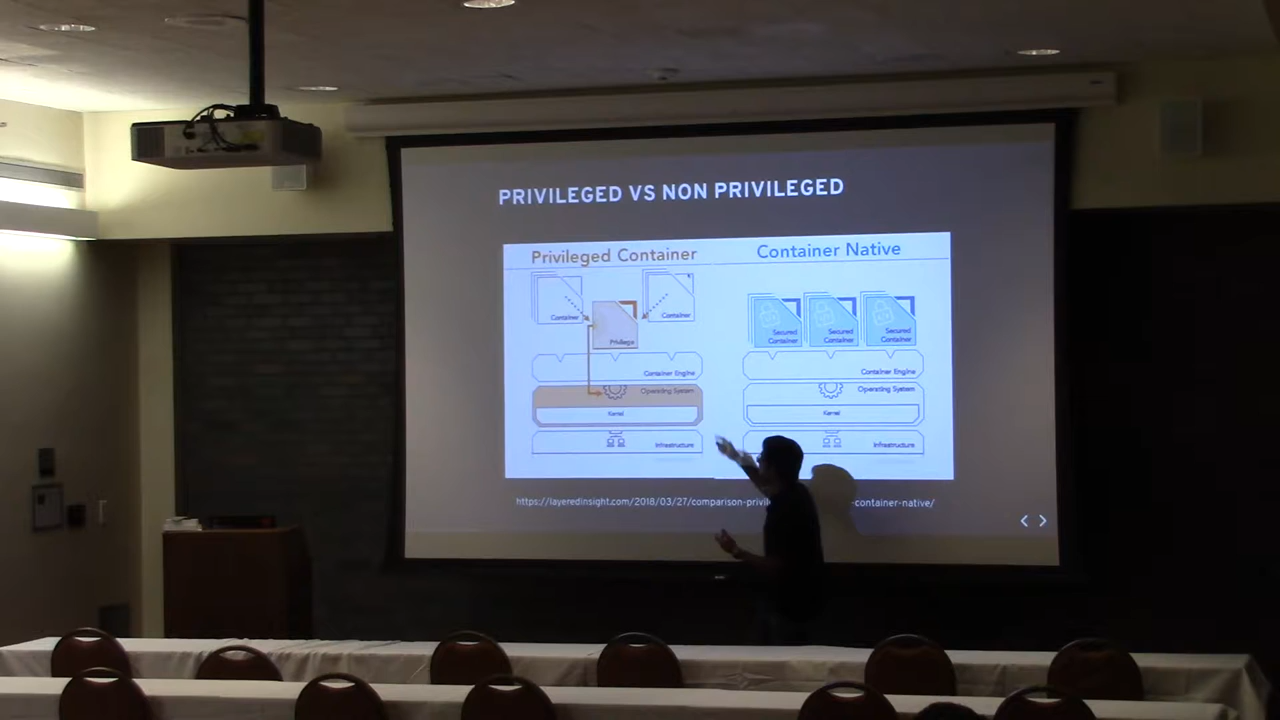 PRIVILEGED VS NON PRIVILEGED
Privileged Container
Container
Container
Privilege
Container Engine
Operating System
Kernel
Infrastructure
Container Native
Secured
Container
Secured
Container
Secured
Container
Container Engine
Operating System
Kernel
Infrastructure
https://layeredinsight.com/2018/03/27/comparison-privil -container-native/